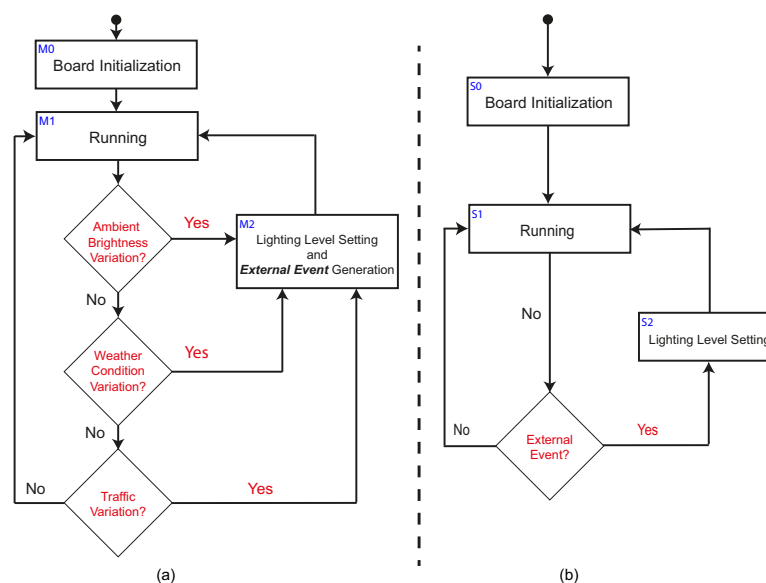 M0
Board Initialization
M1
Running
Ambient
Brightness
Variation?
Yes
M2
Lighting Level Setting
and
External Event Generation
No
Weather
Condition
Variation?
Yes
No
Traffic
Variation?
No
Yes
(a)
S0
Board Initialization
S1
Running
No
S2
Lighting Level Setting
External
Event?
No
Yes
(b)